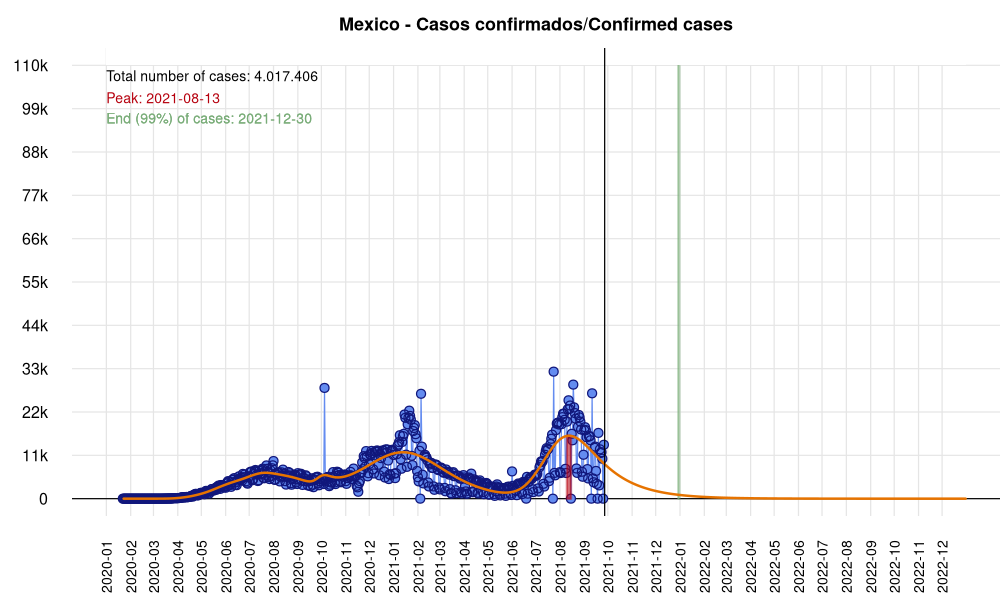 Mexico - Casos confirmados/Confirmed cases
Total number of cases: 4.017.406
Peak: 2021-08-13
End (99%) of cases: 2021-12-30
110k
99k
88k
77k
66k
55k
44k
33k
22k
11k
0
2020-01
2020-02
2020-03
2020-04
2020-05
2020-06
2020-07
2020-08
2020-09
2020-10
2020-11
2020-12
2021-01
2021-02
2021-03
2021-04
2021-05
2021-06
2021-07
2021-08
2021-09
2021-10
2021-11
2021-12
2022-01
2022-02
2022-03
2022-04
2022-05
2022-06
2022-07
2022-08
2022-09
2022-10
2022-11
2022-12